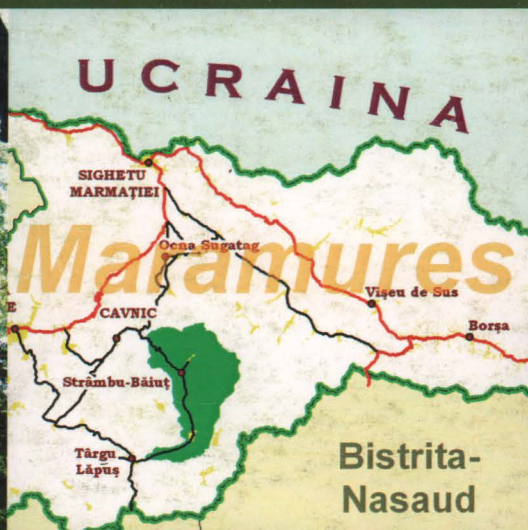 UCRAINA
SIGHETU
MARMAȚIEI
Ocna Șugatag
Maramures
Vișeu de Sus
E
CAVNIC
Borșa
Strâmbu-Băiuț
Târgu
Lăpuș
Bistrita-
Nasaud